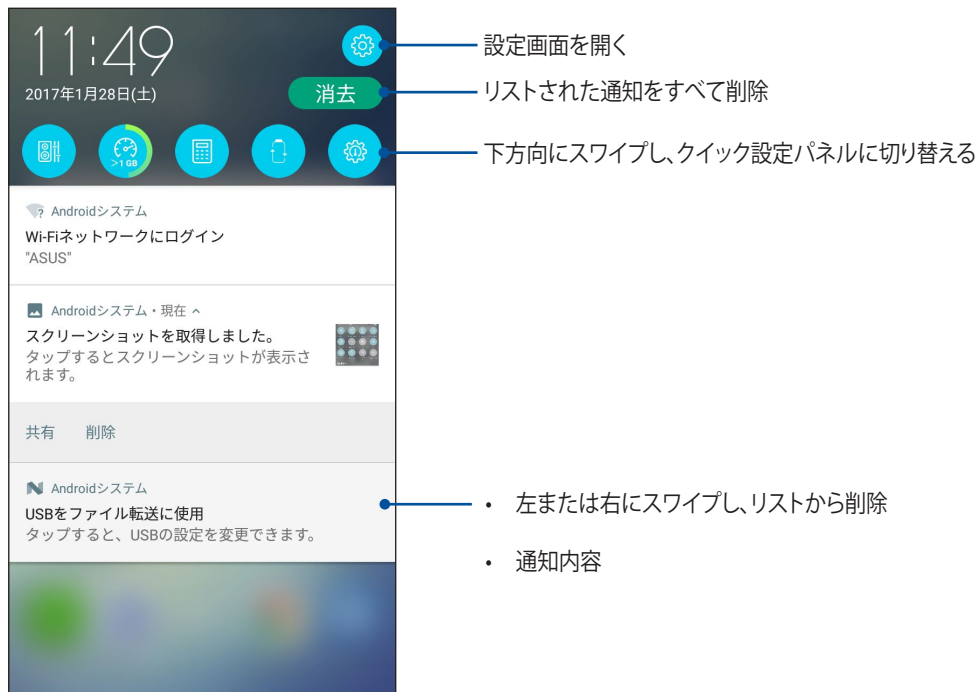 11:49
2017年1月28日(土)
消去
>1 GB
Androidシステム
Wi-Fiネットワークにログイン
"ASUS"
Androidシステム・現在
スクリーンショットを取得しました。
タップするとスクリーンショットが表示さ
れます。
共有 削除
Androidシステム
USBをファイル転送に使用
タップすると、USBの設定を変更できます。
設定画面を開く
リストされた通知をすべて削除
下方向にスワイプし、クイック設定パネルに切り替える
• 左または右にスワイプし、リストから削除
• 通知内容